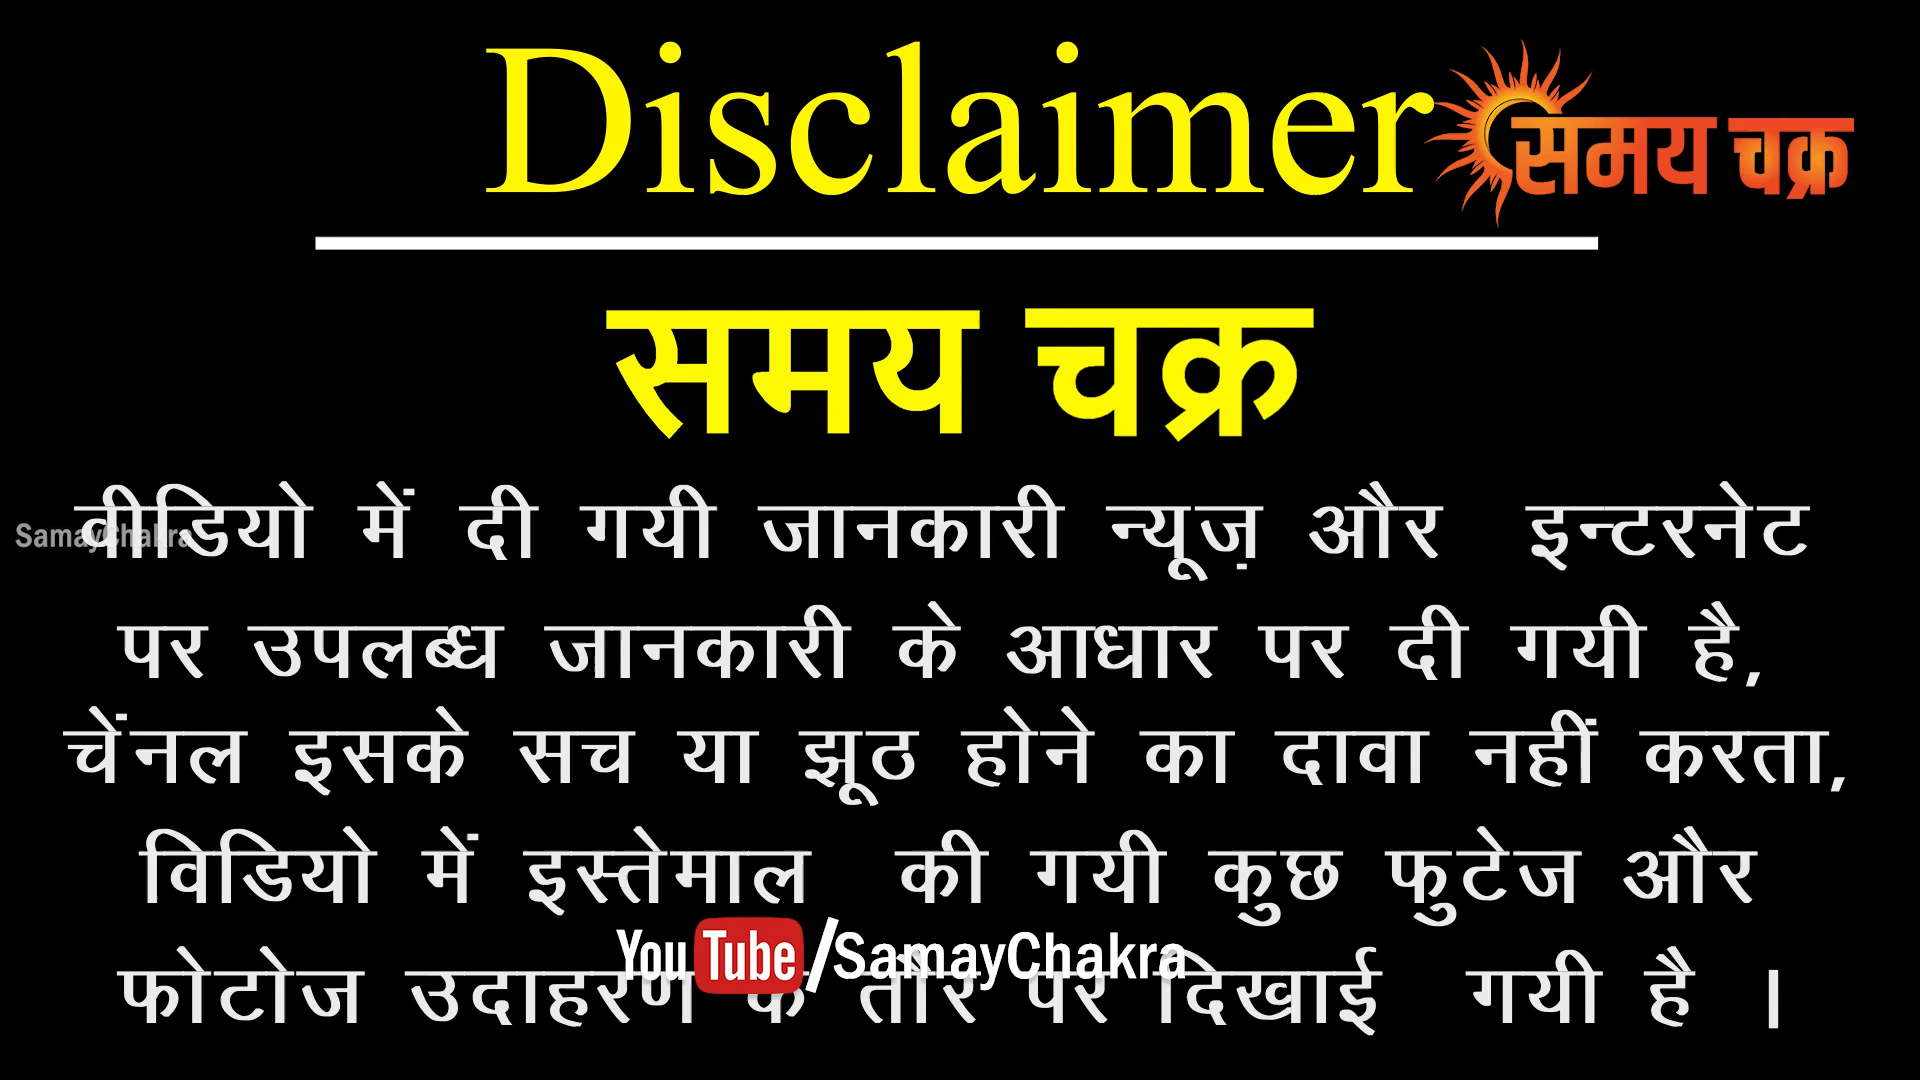 Disclaimer
समय चक्र
समय चक्र
वीडियो में दी गयी जानकारी न्यूज़ और इन्टरनेट
SamayChakra
पर उपलब्ध जानकारी के आधार पर दी गयी है,
चेंनल इसके सच या झूठ होने का दावा नहीं करता,
विडियो में इस्तेमाल की गयी कुछ फुटेज और
YouTube/SamayChakra
फोटोज उदाहरण के तौर पर दिखाई गयी है ।